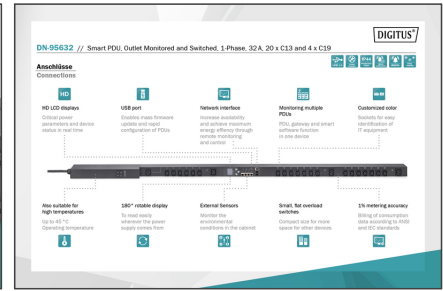 DIGITUS®
DN-95632 // Smart PDU, Outlet Monitored and Switched, 1-Phase, 32 A, 20 x C13 and 4 x C19
Anschlüsse
Connections
HD
HD LCD displays
Critical power
parameters and device
status in real time
USB port
Enables mass firmware
update and rapid
configuration of PDUs
Network interface
Increase availability
and achieve maximum
energy effieny through
remote monitoring
and control
Monitoring multiple
PDUs
PDU, gateway and smart
software function
in one device
Customized color
Sockets for easy
identification of
IT equipment
Also suitable for
high temperatures
Up to 45 °C
Operating temperature
180° rotable display
To read easily
wherever the power
supply comes from
External Sensors
Monitor the
environmental
conditions in the cabinet
Small, flat overload
switches
Compact size for more
space for other devices
1% metering accuracy
Billing of consumption
data according to ANSI
and IEC standards